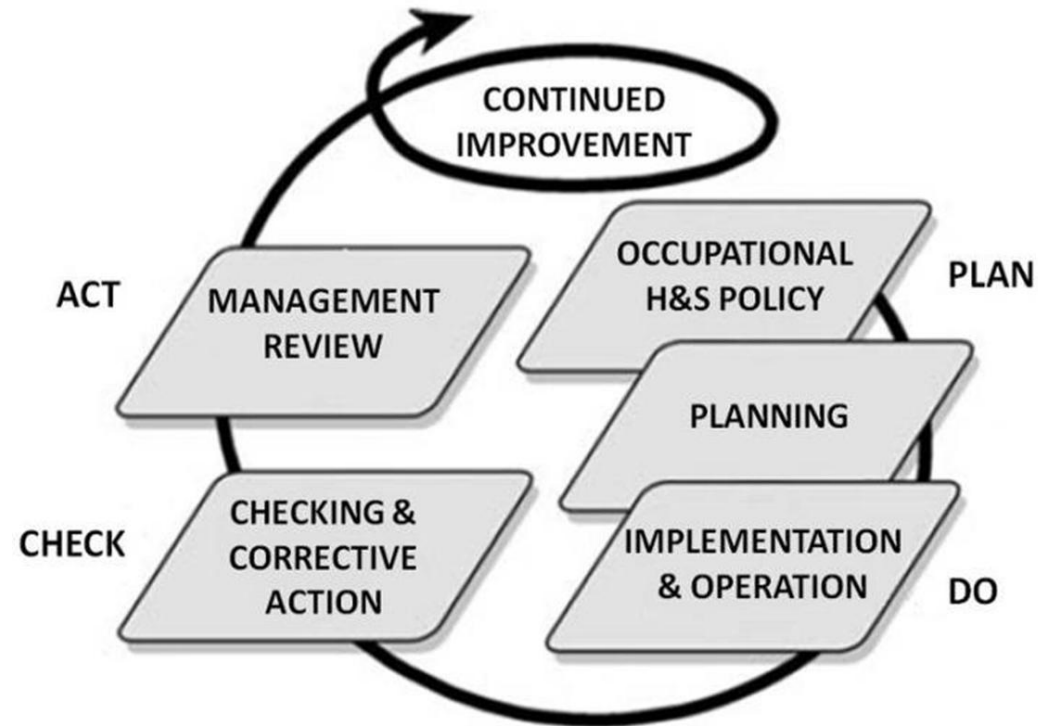 CONTINUED
IMPROVEMENT
OCCUPATIONAL
H&S POLICY
PLAN
PLANNING
IMPLEMENTATION
& OPERATION
DO
CHECKING &
CORRECTIVE
ACTION
CHECK
MANAGEMENT
REVIEW
ACT